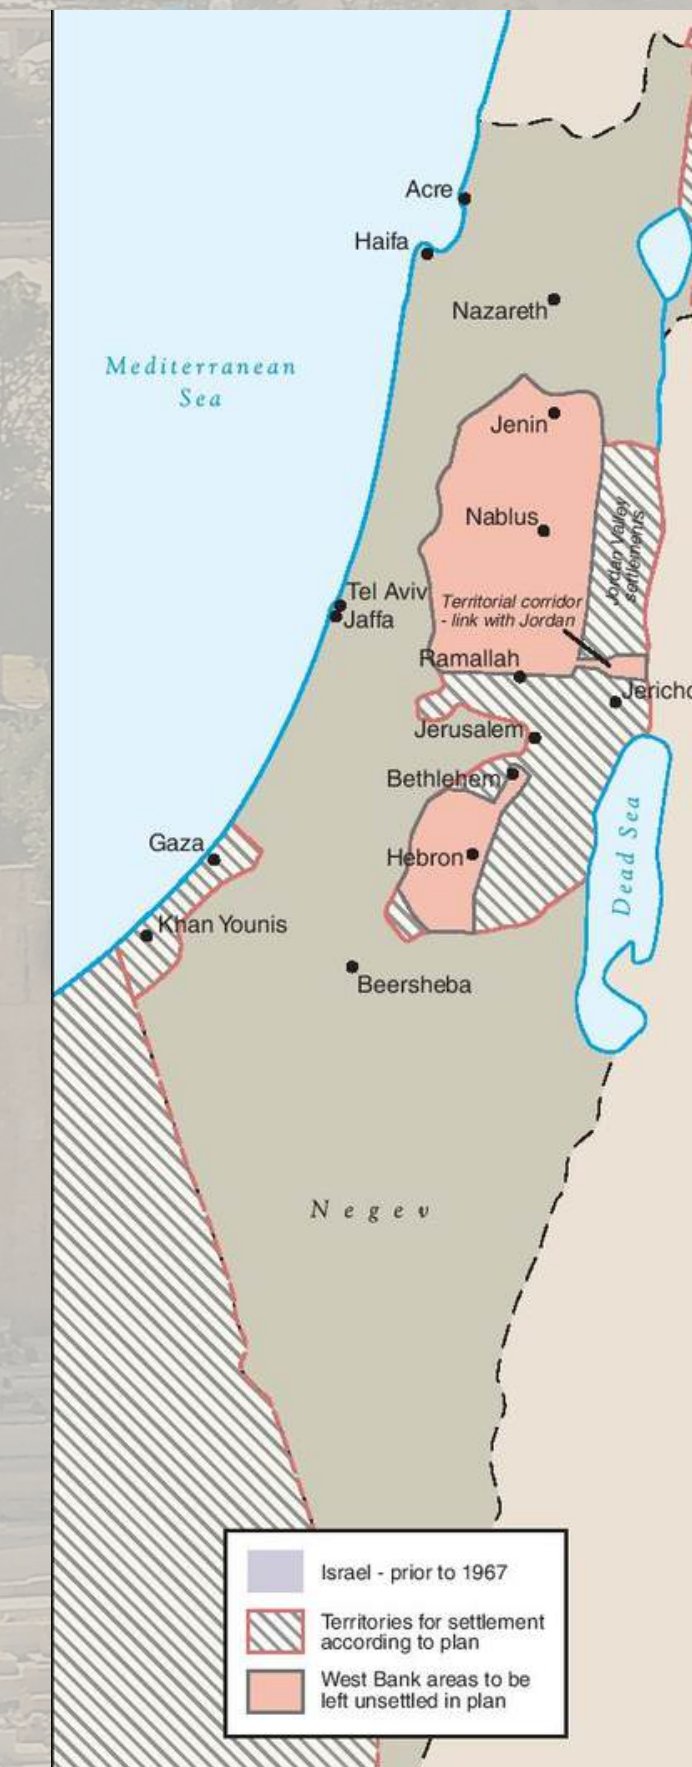 Acre
Haifa
Nazareth
Mediterranean
Sea
Jenin
Nablus
Jordan Valley
settlements
Tel Aviv
Jaffa
Territorial corridor
- link with Jordan
Ramallah
Jericho
Jerusalem
Bethlehem
Dead Sea
Gaza
Hebron
Khan Younis
Beersheba
Negev
Israel - prior to 1967
Territories for settlement
according to plan
West Bank areas to be
left unsettled in plan